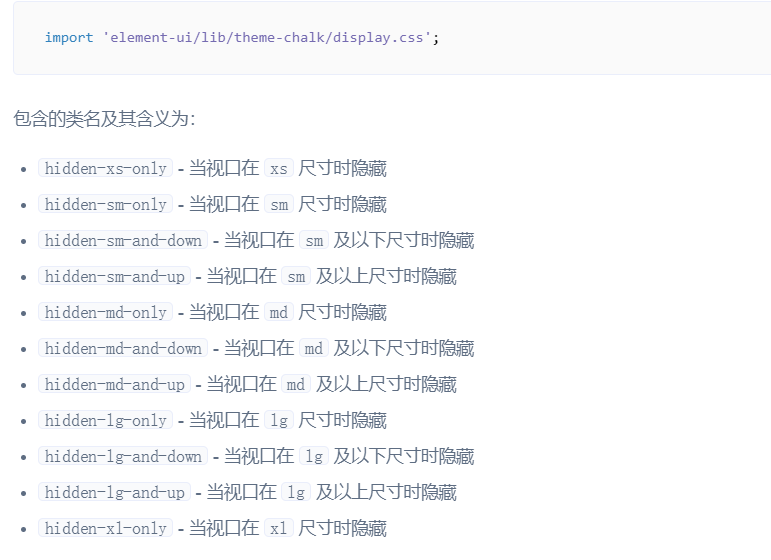 import 'element-ui/lib/theme-chalk/display.css';
包含的类名及其含义为：
hidden-xs-only - 当视口在 xs 尺寸时隐藏
hidden-sm-only - 当视口在 sm 尺寸时隐藏
hidden-sm-and-down - 当视口在 sm 及以下尺寸时隐藏
hidden-sm-and-up - 当视口在 sm 及以上尺寸时隐藏
hidden-md-only - 当视口在 md 尺寸时隐藏
hidden-md-and-down - 当视口在 md 及以下尺寸时隐藏
hidden-md-and-up - 当视口在 md 及以上尺寸时隐藏
hidden-lg-only - 当视口在 lg 尺寸时隐藏
hidden-lg-and-down - 当视口在 lg 及以下尺寸时隐藏
hidden-lg-and-up - 当视口在 lg 及以上尺寸时隐藏
hidden-xl-only - 当视口在 xl 尺寸时隐藏